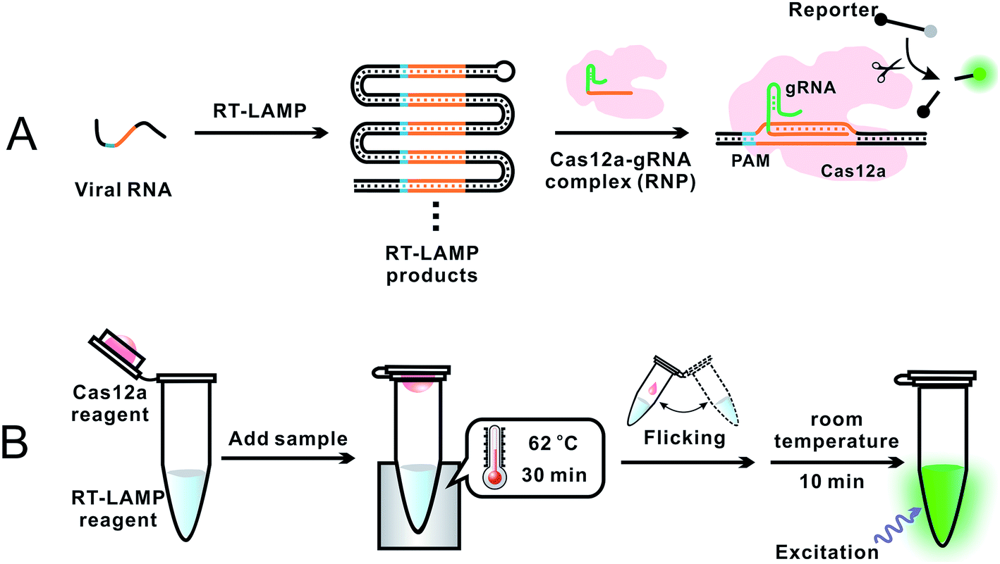 A
Viral RNA
RT-LAMP
RT-LAMP
products
Cas12a-gRNA
complex (RNP)
Reporter
gRNA
PAM
Cas12a
B
Cas12a
reagent
RT-LAMP
reagent
Add sample
62 °C
30 min
Flicking
room
temperature
10 min
Excitation